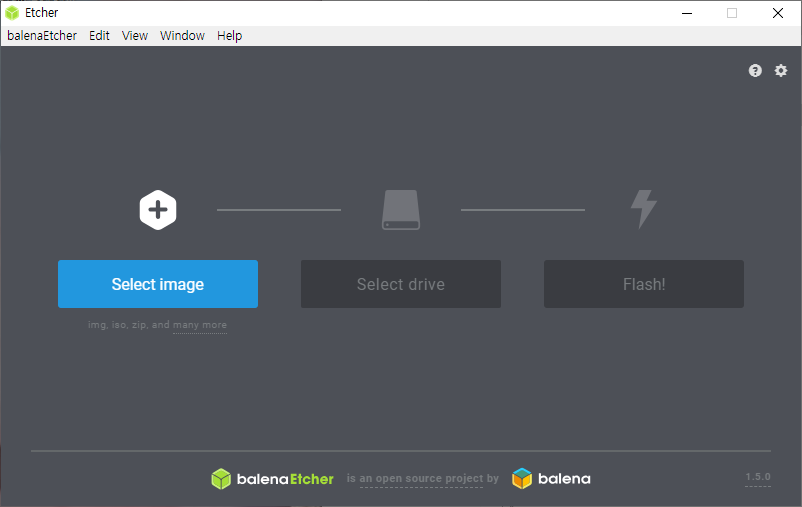 Etcher
balenaEtcher Edit View Window Help
Select image
Select drive
Flash!
img, iso, zip, and many more
balenaEtcher is an open source project by balena
1.5.0